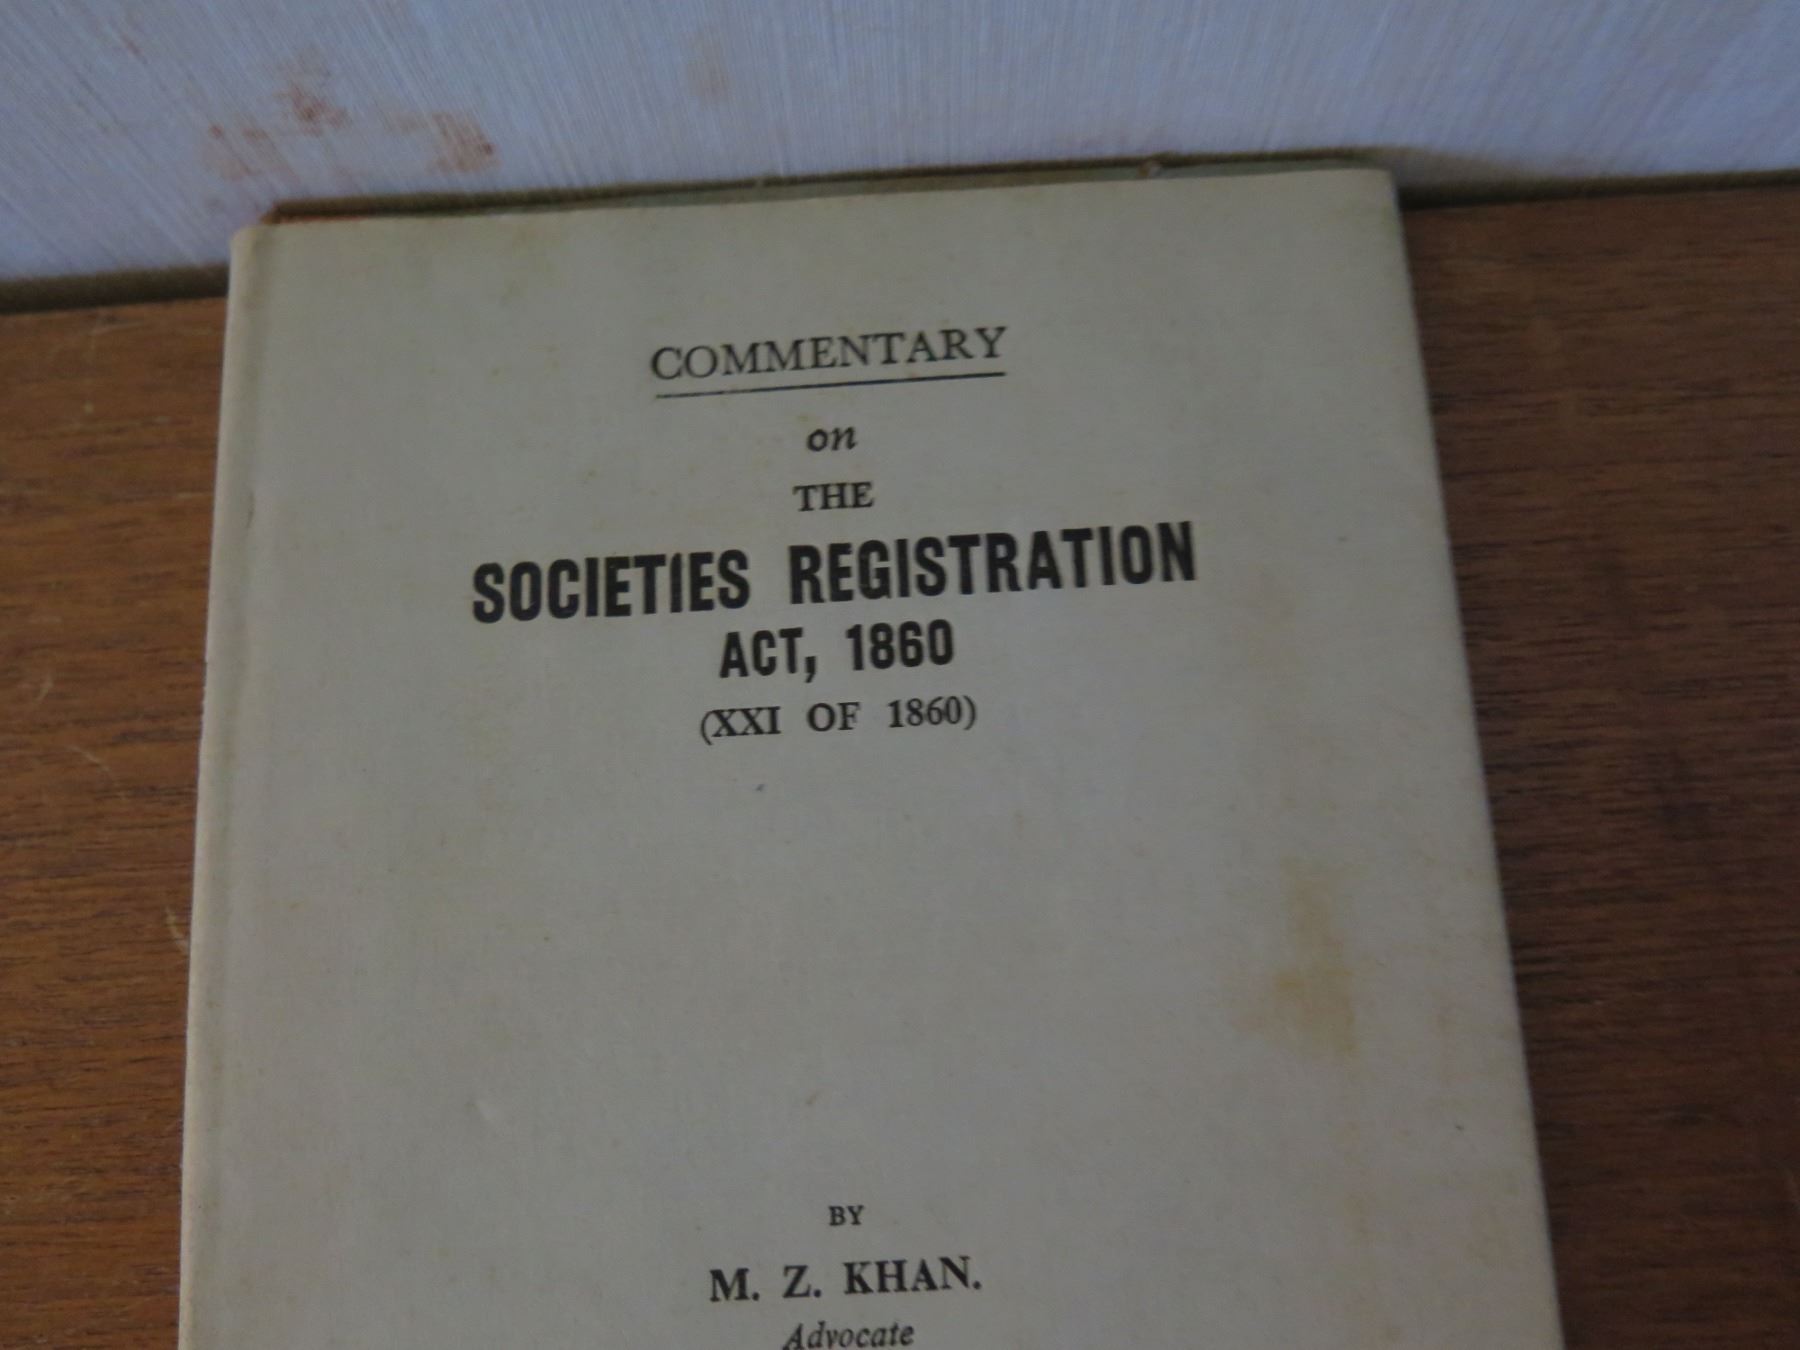 COMMENTARY
on
THE
SOCIETIES REGISTRATION
ACT, 1860
(XXI OF 1860)
BY
M. Z. KHAN.
Advocate